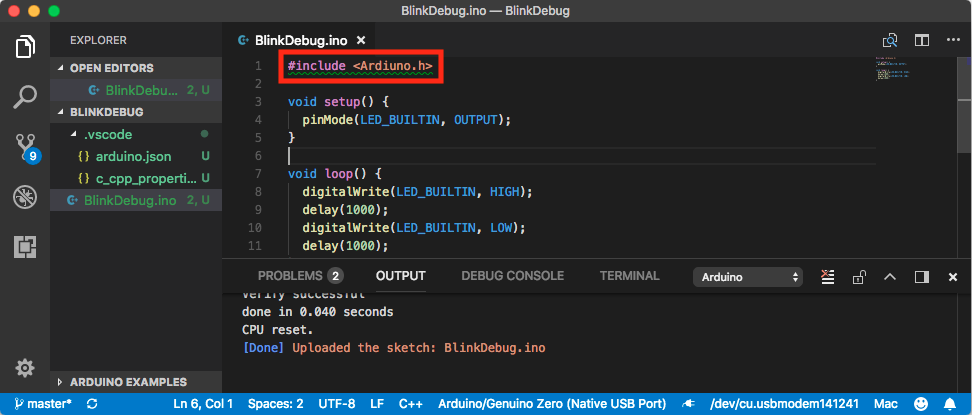 BlinkDebug.ino — BlinkDebug
EXPLORER
OPEN EDITORS
BlinkDebu... 2, U
BLINKDEBUG
.vscode
{} arduino.json U
{} c_cpp_properti... U
BlinkDebug.ino 2, U
ARDUINO EXAMPLES
9
BlinkDebug.ino ×
1 #include <Ardiuno.h>
2
3 void setup() {
4 pinMode(LED_BUILTIN, OUTPUT);
5 }
6
7 void loop() {
8 digitalWrite(LED_BUILTIN, HIGH);
9 delay(1000);
10 digitalWrite(LED_BUILTIN, LOW);
11 delay(1000);
PROBLEMS 2 OUTPUT DEBUG CONSOLE TERMINAL Arduino
Verify successful
done in 0.040 seconds
CPU reset.
[Done] Uploaded the sketch: BlinkDebug.ino
master* Ln 6, Col 1 Spaces: 2 UTF-8 LF C++ Arduino/Genuino Zero (Native USB Port) /dev/cu.usbmodem141241 Mac